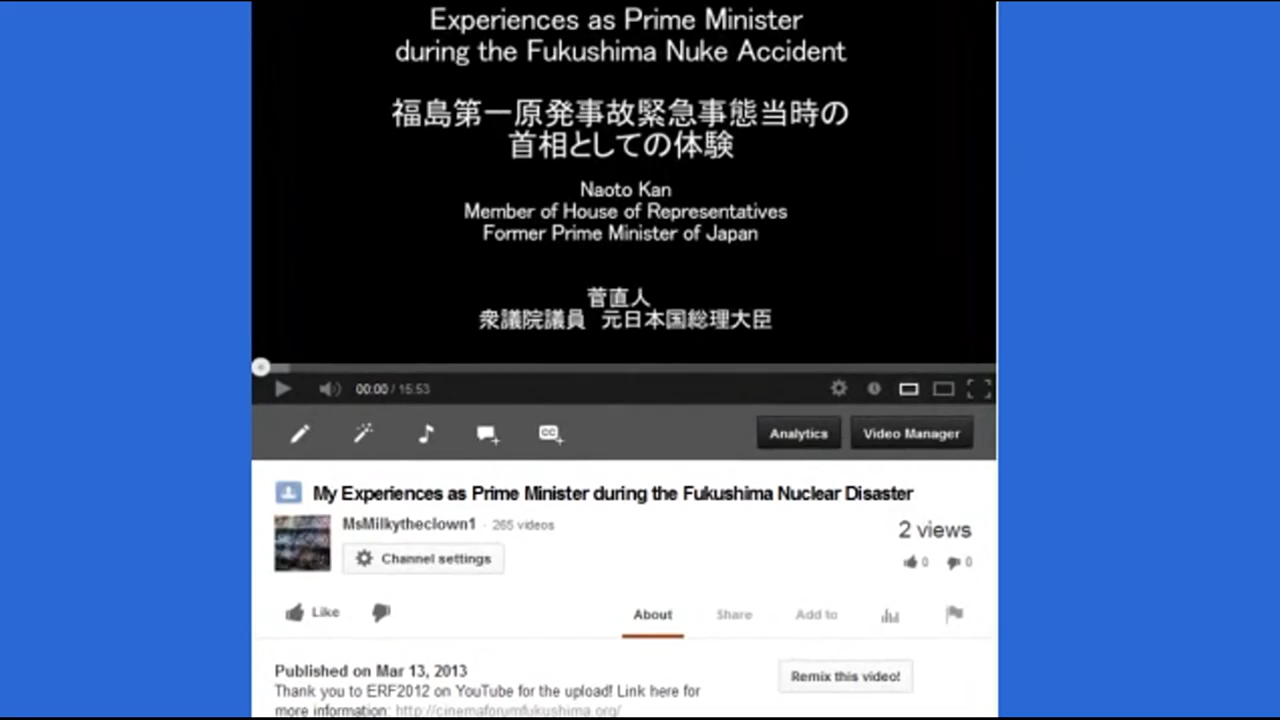 Experiences as Prime Minister
during the Fukushima Nuke Accident
福島第一原発事故緊急事態当時の
首相としての体験
Naoto Kan
Member of House of Representatives
Former Prime Minister of Japan
菅直人
衆議院議員 元日本国総理大臣
00:00 / 15:53
CC
Analytics
Video Manager
My Experiences as Prime Minister during the Fukushima Nuclear Disaster
MsMilkytheclown1 · 265 videos
2 views
Channel settings
0 0
Like
About
Share
Add to
Published on Mar 13, 2013
Remix this video!
Thank you to ERF2012 on YouTube for the upload! Link here for
more information: http://cinemaforumfukushima.org/